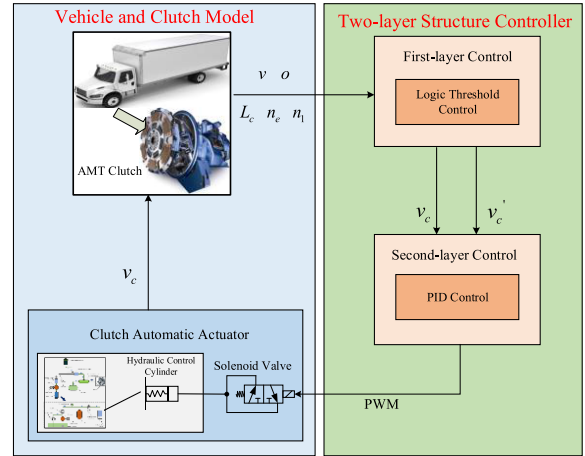 Vehicle and Clutch Model
AMT Clutch
v o
L_c n_e n_l
v_c
Clutch Automatic Actuator
Hydraulic Control
Cylinder
Solenoid Valve
Two-layer Structure Controller
First-layer Control
Logic Threshold
Control
v_c v_c'
Second-layer Control
PID Control
PWM